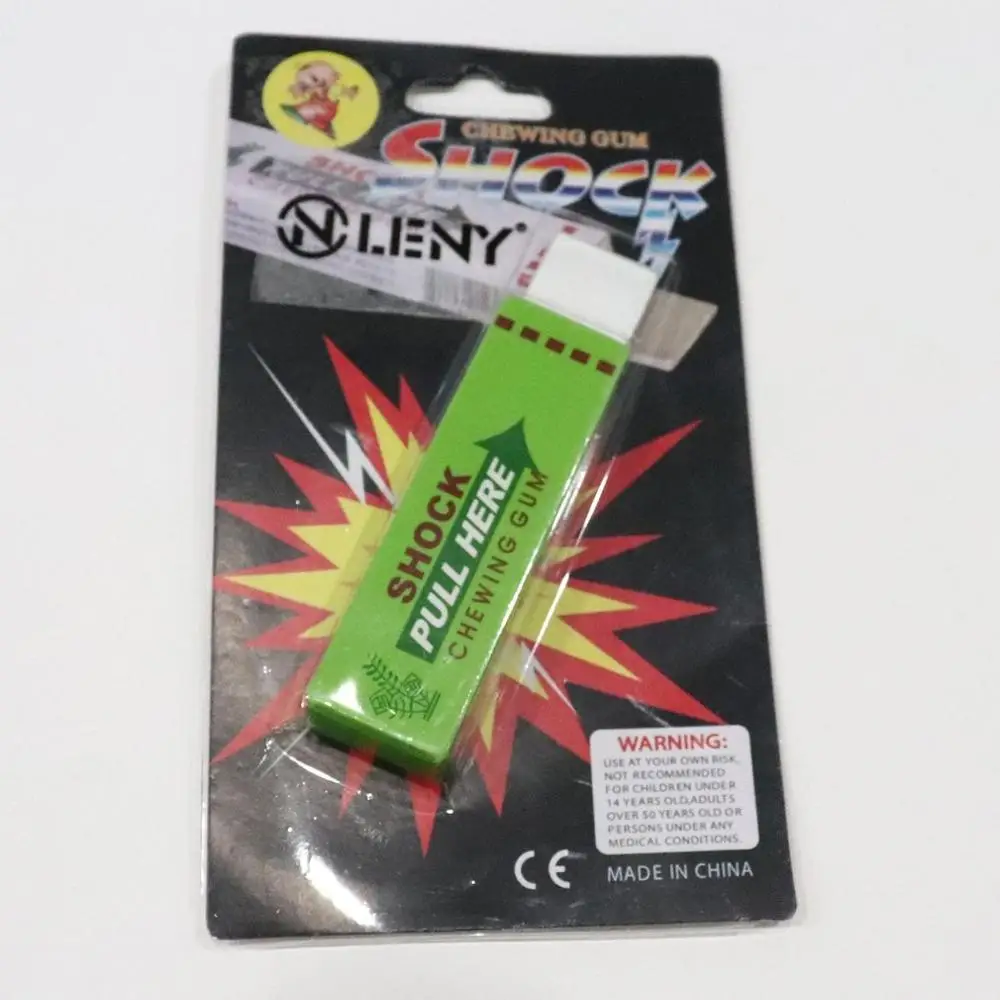 CHEWING GUM
SHOCK
N LENY®
SHOCK
PULL HERE
CHEWING GUM
WARNING:
USE AT YOUR OWN RISK.
NOT RECOMMENDED
FOR CHILDREN UNDER
14 YEARS OLD,ADULTS
OVER 50 YEARS OLD OR
PERSONS UNDER ANY
MEDICAL CONDITIONS.
CE
MADE IN CHINA